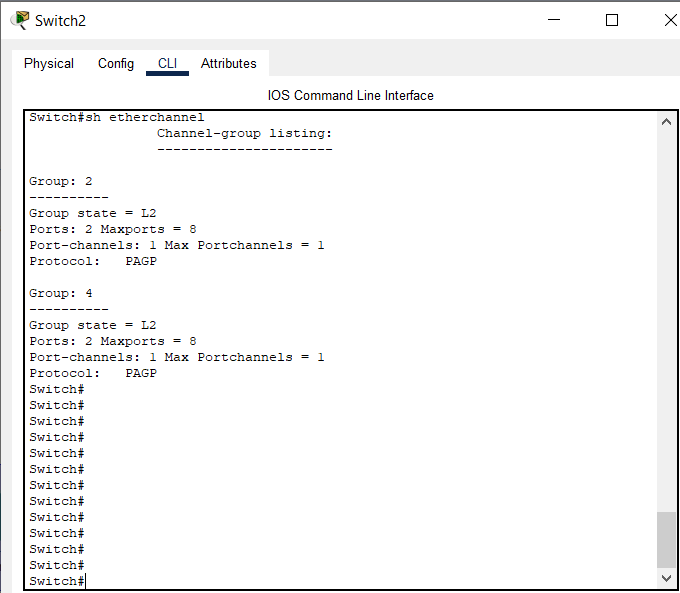 Switch2
Physical Config CLI Attributes
IOS Command Line Interface
Switch#sh etherchannel
Channel-group listing:
----------------------
Group: 2
----------
Group state = L2
Ports: 2 Maxports = 8
Port-channels: 1 Max Portchannels = 1
Protocol: PAGP
Group: 4
----------
Group state = L2
Ports: 2 Maxports = 8
Port-channels: 1 Max Portchannels = 1
Protocol: PAGP
Switch#
Switch#
Switch#
Switch#
Switch#
Switch#
Switch#
Switch#
Switch#
Switch#
Switch#
Switch#
Switch#